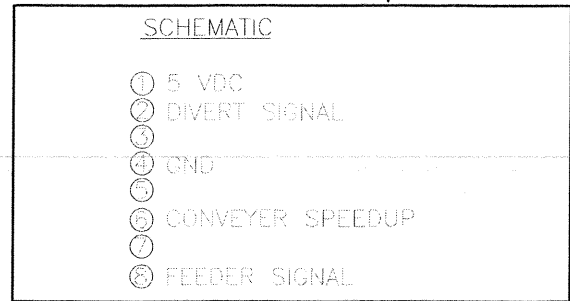 SCHEMATIC
① 5 VDC
② DIVERT SIGNAL
③
④ GND
⑤
⑥ CONVEYER SPEEDUP
⑦
⑧ FEEDER SIGNAL